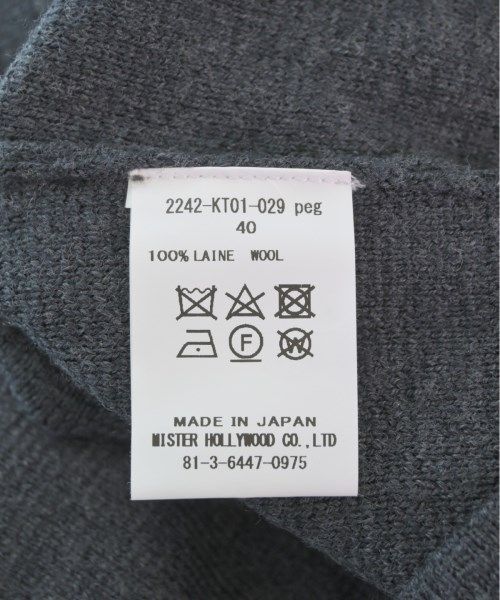 2242-KT01-029 peg
40
100% LAINE WOOL
F W
MADE IN JAPAN
MISTER HOLLYWOOD CO., LTD
81-3-6447-0975